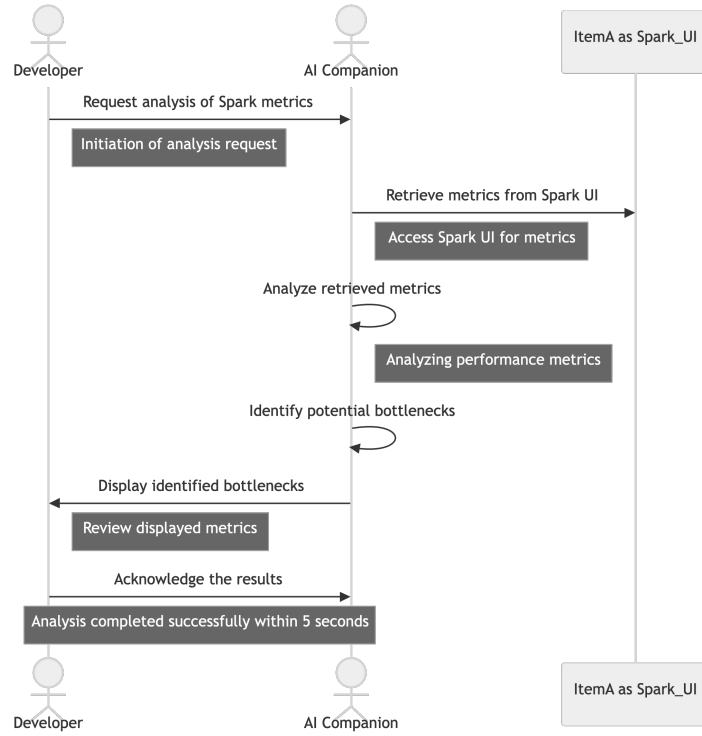 Developer
AI Companion
ItemA as Spark_UI
Request analysis of Spark metrics
Initiation of analysis request
Retrieve metrics from Spark UI
Access Spark UI for metrics
Analyze retrieved metrics
Analyzing performance metrics
Identify potential bottlenecks
Display identified bottlenecks
Review displayed metrics
Acknowledge the results
Analysis completed successfully within 5 seconds
Developer
AI Companion
ItemA as Spark_UI